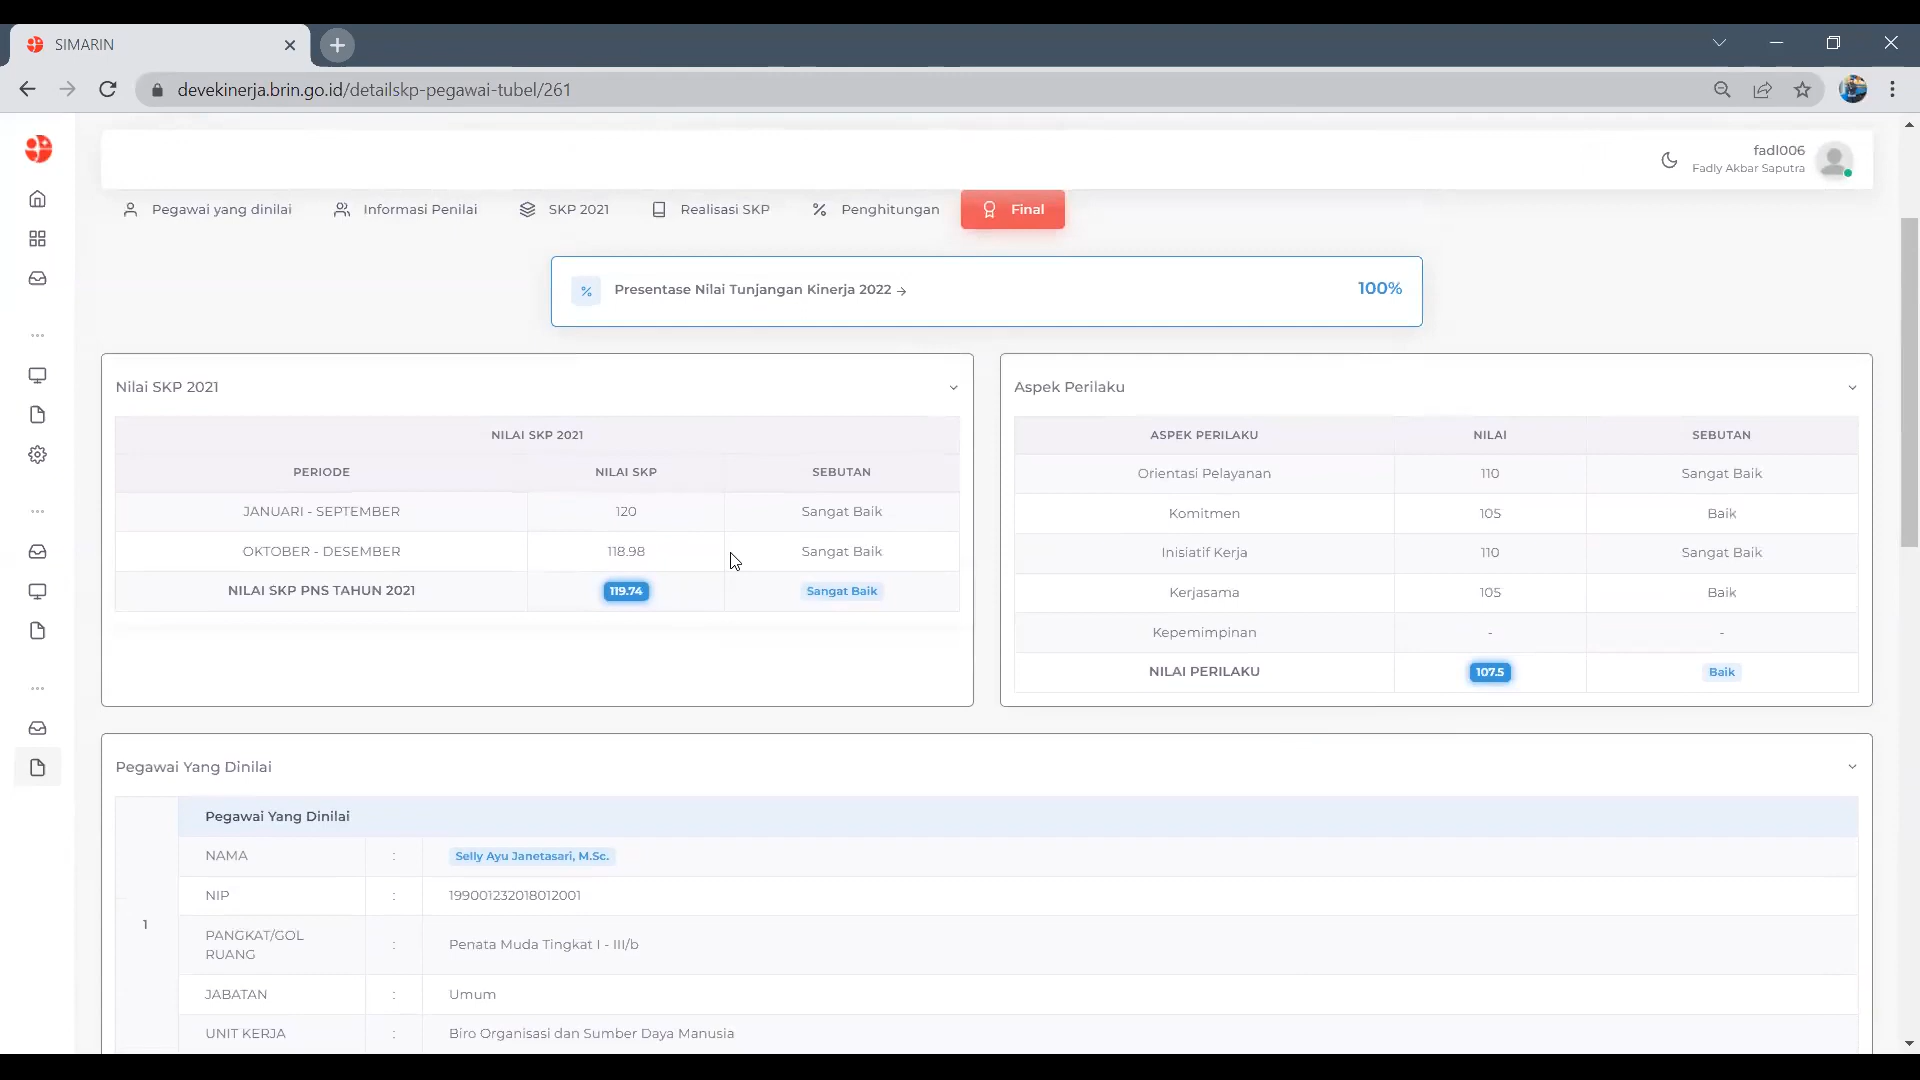 SIMARIN
devekinerja.brin.go.id/detailskp-pegawai-tubel/261
fadl006
Fadly Akbar Saputra
Pegawai yang dinilai Informasi Penilai SKP 2021 Realisasi SKP % Penghitungan Final
% Presentase Nilai Tunjangan Kinerja 2022 → 100%
Nilai SKP 2021
NILAI SKP 2021
PERIODE NILAI SKP SEBUTAN
JANUARI - SEPTEMBER 120 Sangat Baik
OKTOBER - DESEMBER 118.98 Sangat Baik
NILAI SKP PNS TAHUN 2021 119.74 Sangat Baik
Aspek Perilaku
ASPEK PERILAKU NILAI SEBUTAN
Orientasi Pelayanan 110 Sangat Baik
Komitmen 105 Baik
Inisiatif Kerja 110 Sangat Baik
Kerjasama 105 Baik
Kepemimpinan - -
NILAI PERILAKU 107.5 Baik
Pegawai Yang Dinilai
Pegawai Yang Dinilai
1
NAMA : Selly Ayu Janetasari, M.Sc.
NIP : 199001232018012001
PANGKAT/GOL
RUANG : Penata Muda Tingkat I - III/b
JABATAN : Umum
UNIT KERJA : Biro Organisasi dan Sumber Daya Manusia